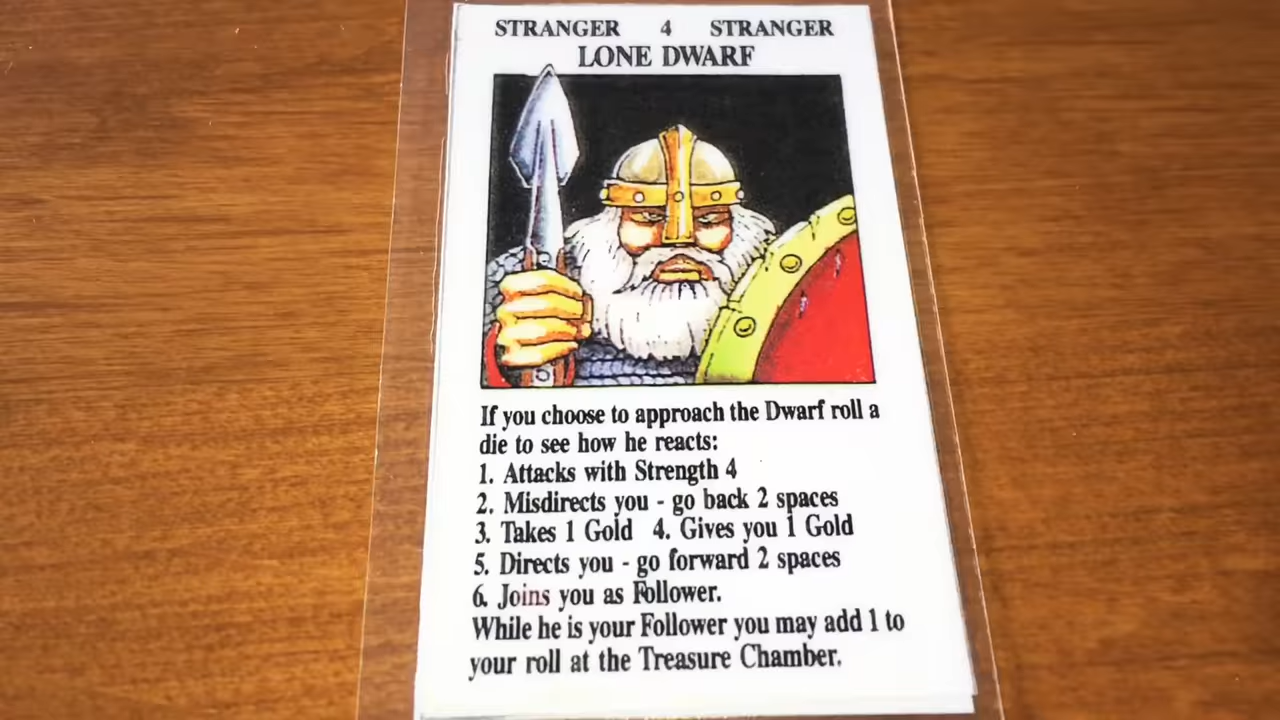 STRANGER 4 STRANGER
LONE DWARF
If you choose to approach the Dwarf roll a
die to see how he reacts:
1. Attacks with Strength 4
2. Misdirects you - go back 2 spaces
3. Takes 1 Gold 4. Gives you 1 Gold
5. Directs you - go forward 2 spaces
6. Joins you as Follower.
While he is your Follower you may add 1 to
your roll at the Treasure Chamber.